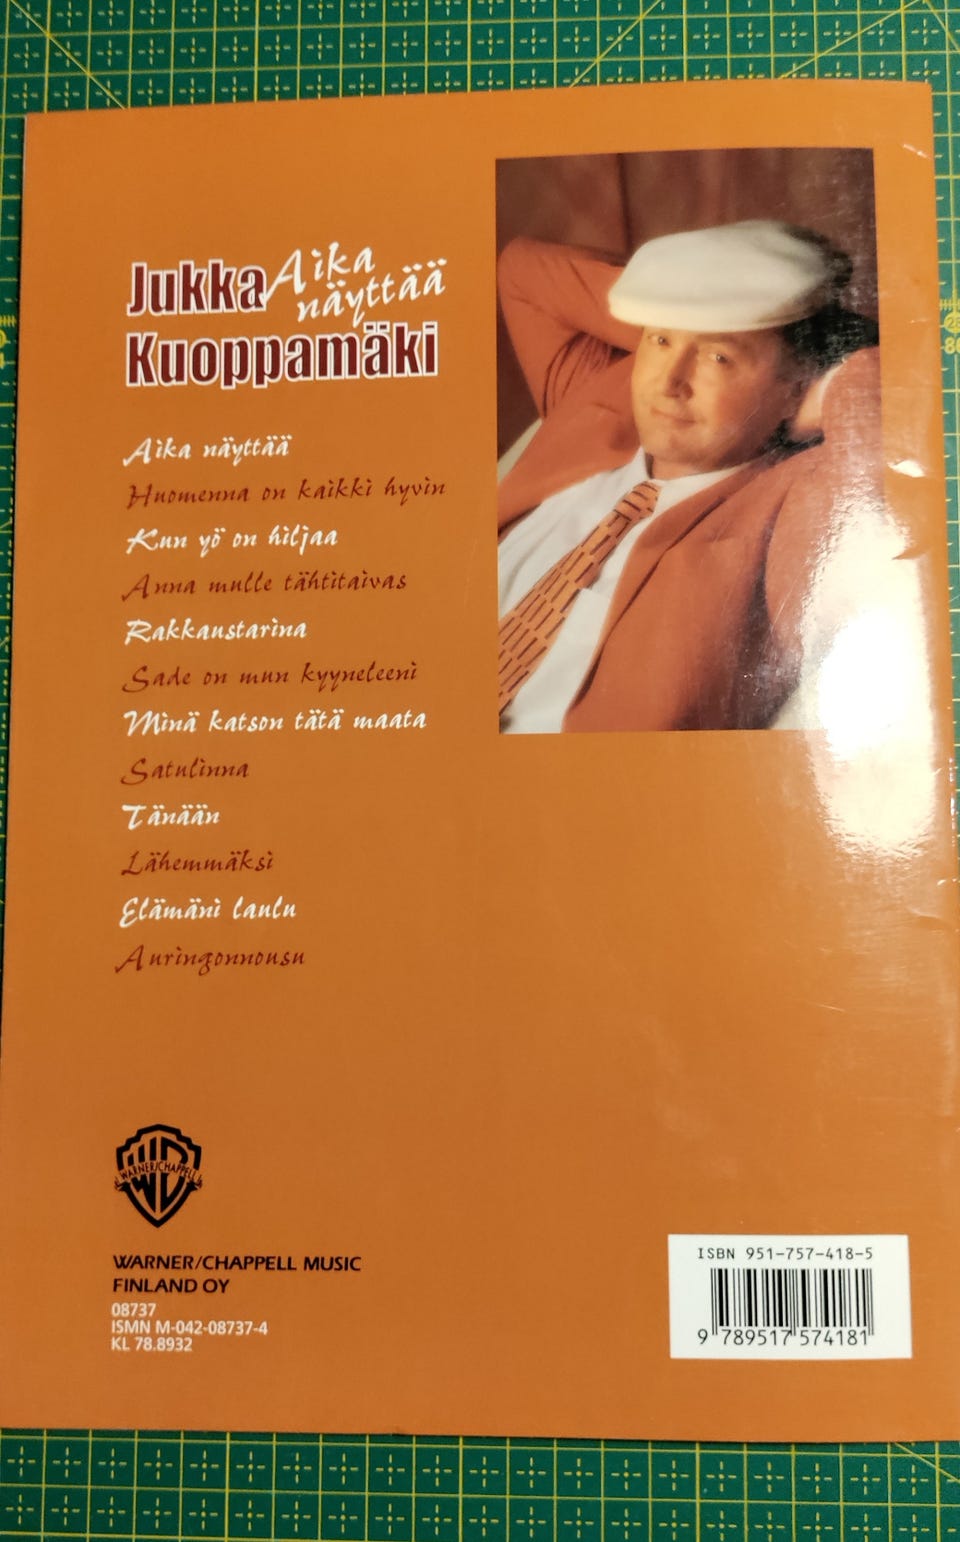 Jukka Aika
näyttää
Kuoppamäki
Aika näyttää
Huomenna on kaikki hyvin
Kun yö on hiljaa
Anna mulle tähtitaivas
Rakkaustarina
Sade on mun kyyneleeni
Minä katson tätä maata
Satulinna
Tänään
Lähemmäksi
Elämäni laulu
Auringonnousu
WARNER/CHAPPELL
WARNER/CHAPPELL MUSIC
FINLAND OY
08737
ISMN M-042-08737-4
KL 78.8932
ISBN 951-757-418-5
9 789517 574181